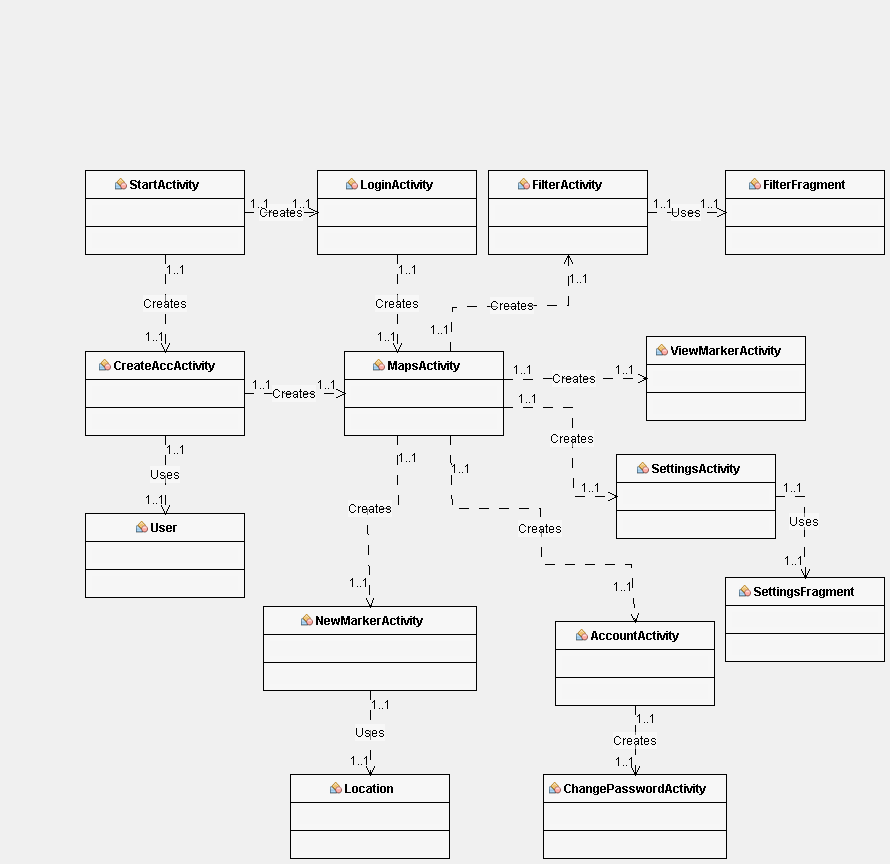 StartActivity
LoginActivity
FilterActivity
FilterFragment
1..1
Creates
1..1
1..1
Uses
1..1
1..1
Creates
1..1
1..1
Creates
1..1
1..1
Creates
1..1
CreateAccActivity
MapsActivity
ViewMarkerActivity
1..1
Creates
1..1
1..1
Creates
1..1
1..1
Creates
1..1
1..1
Uses
1..1
SettingsActivity
1..1
Uses
1..1
User
1..1
Creates
1..1
1..1
Creates
1..1
SettingsFragment
NewMarkerActivity
AccountActivity
1..1
Uses
1..1
1..1
Creates
1..1
Location
ChangePasswordActivity